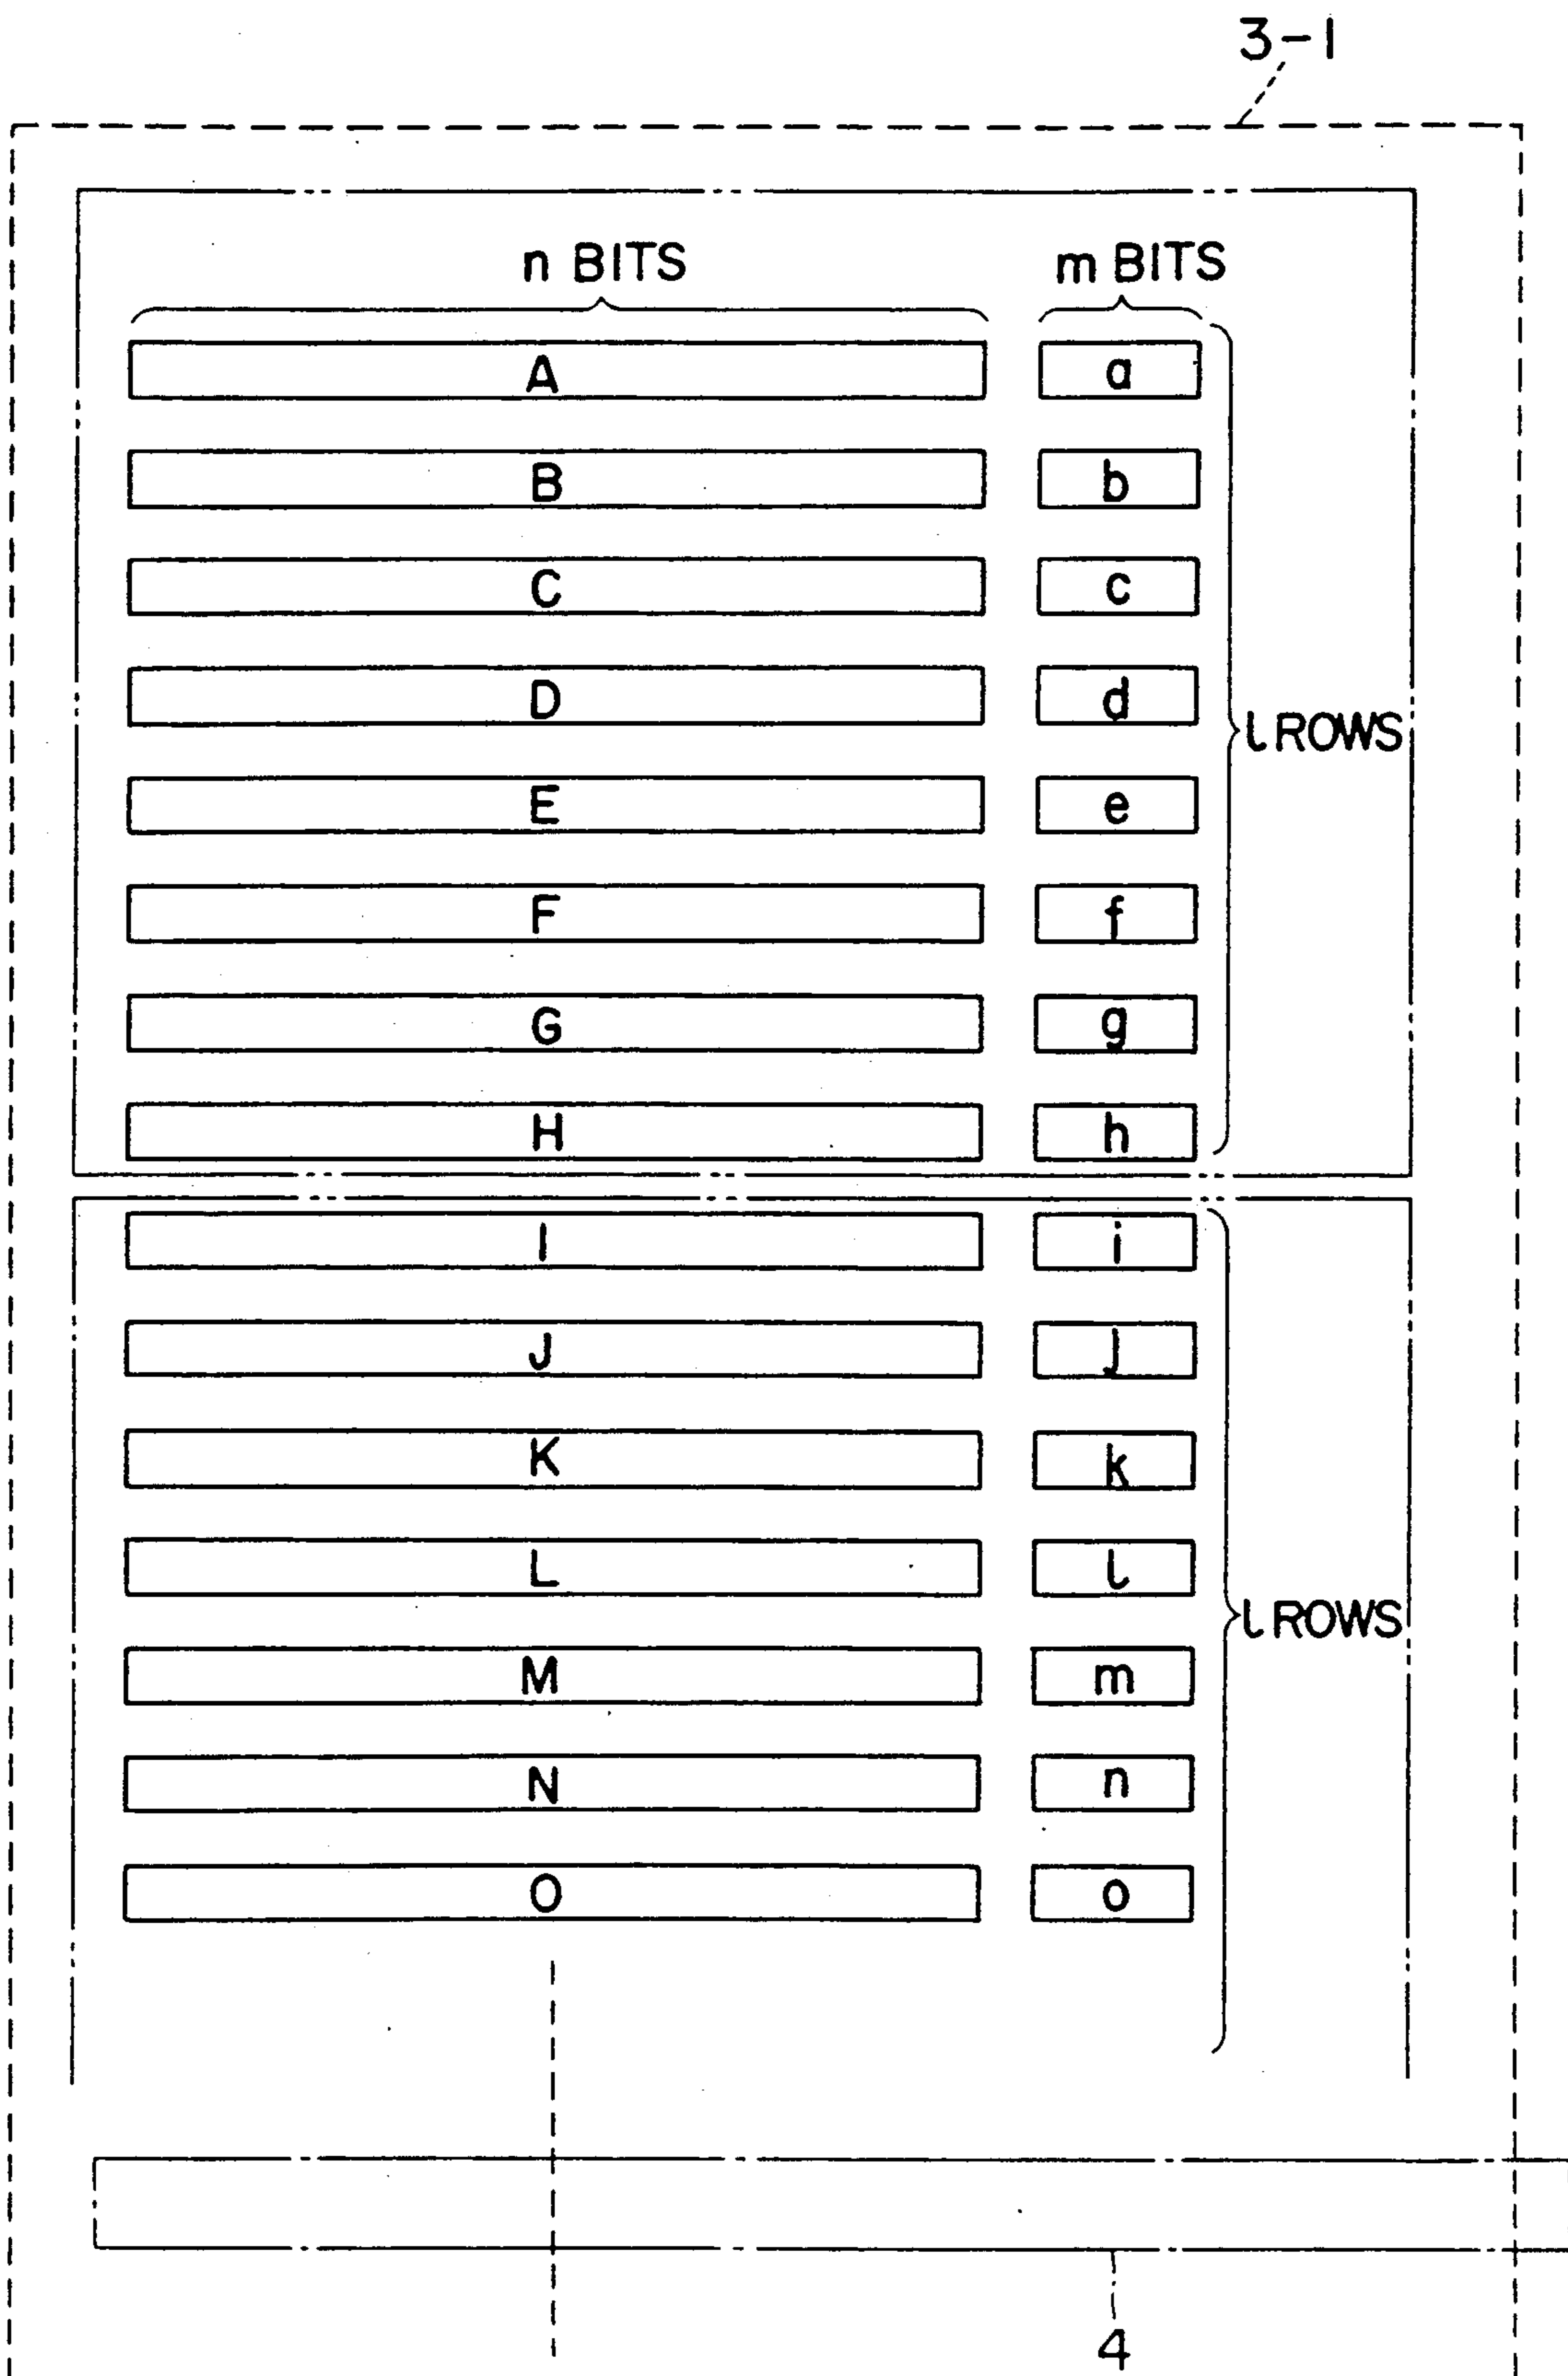 3-1
n BITS m BITS
A a
B b
C c
D d
l ROWS
E e
F f
G g
H h
I i
J j
K k
L l
l ROWS
M m
N n
O o
4